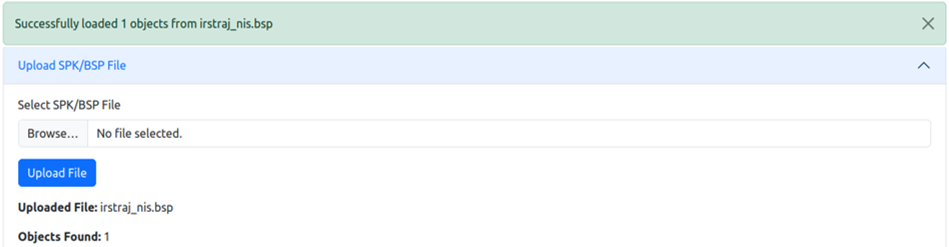 Successfully loaded 1 objects from irstraj_nis.bsp
Upload SPK/BSP File
Select SPK/BSP File
Browse... No file selected.
Upload File
Uploaded File: irstraj_nis.bsp
Objects Found: 1